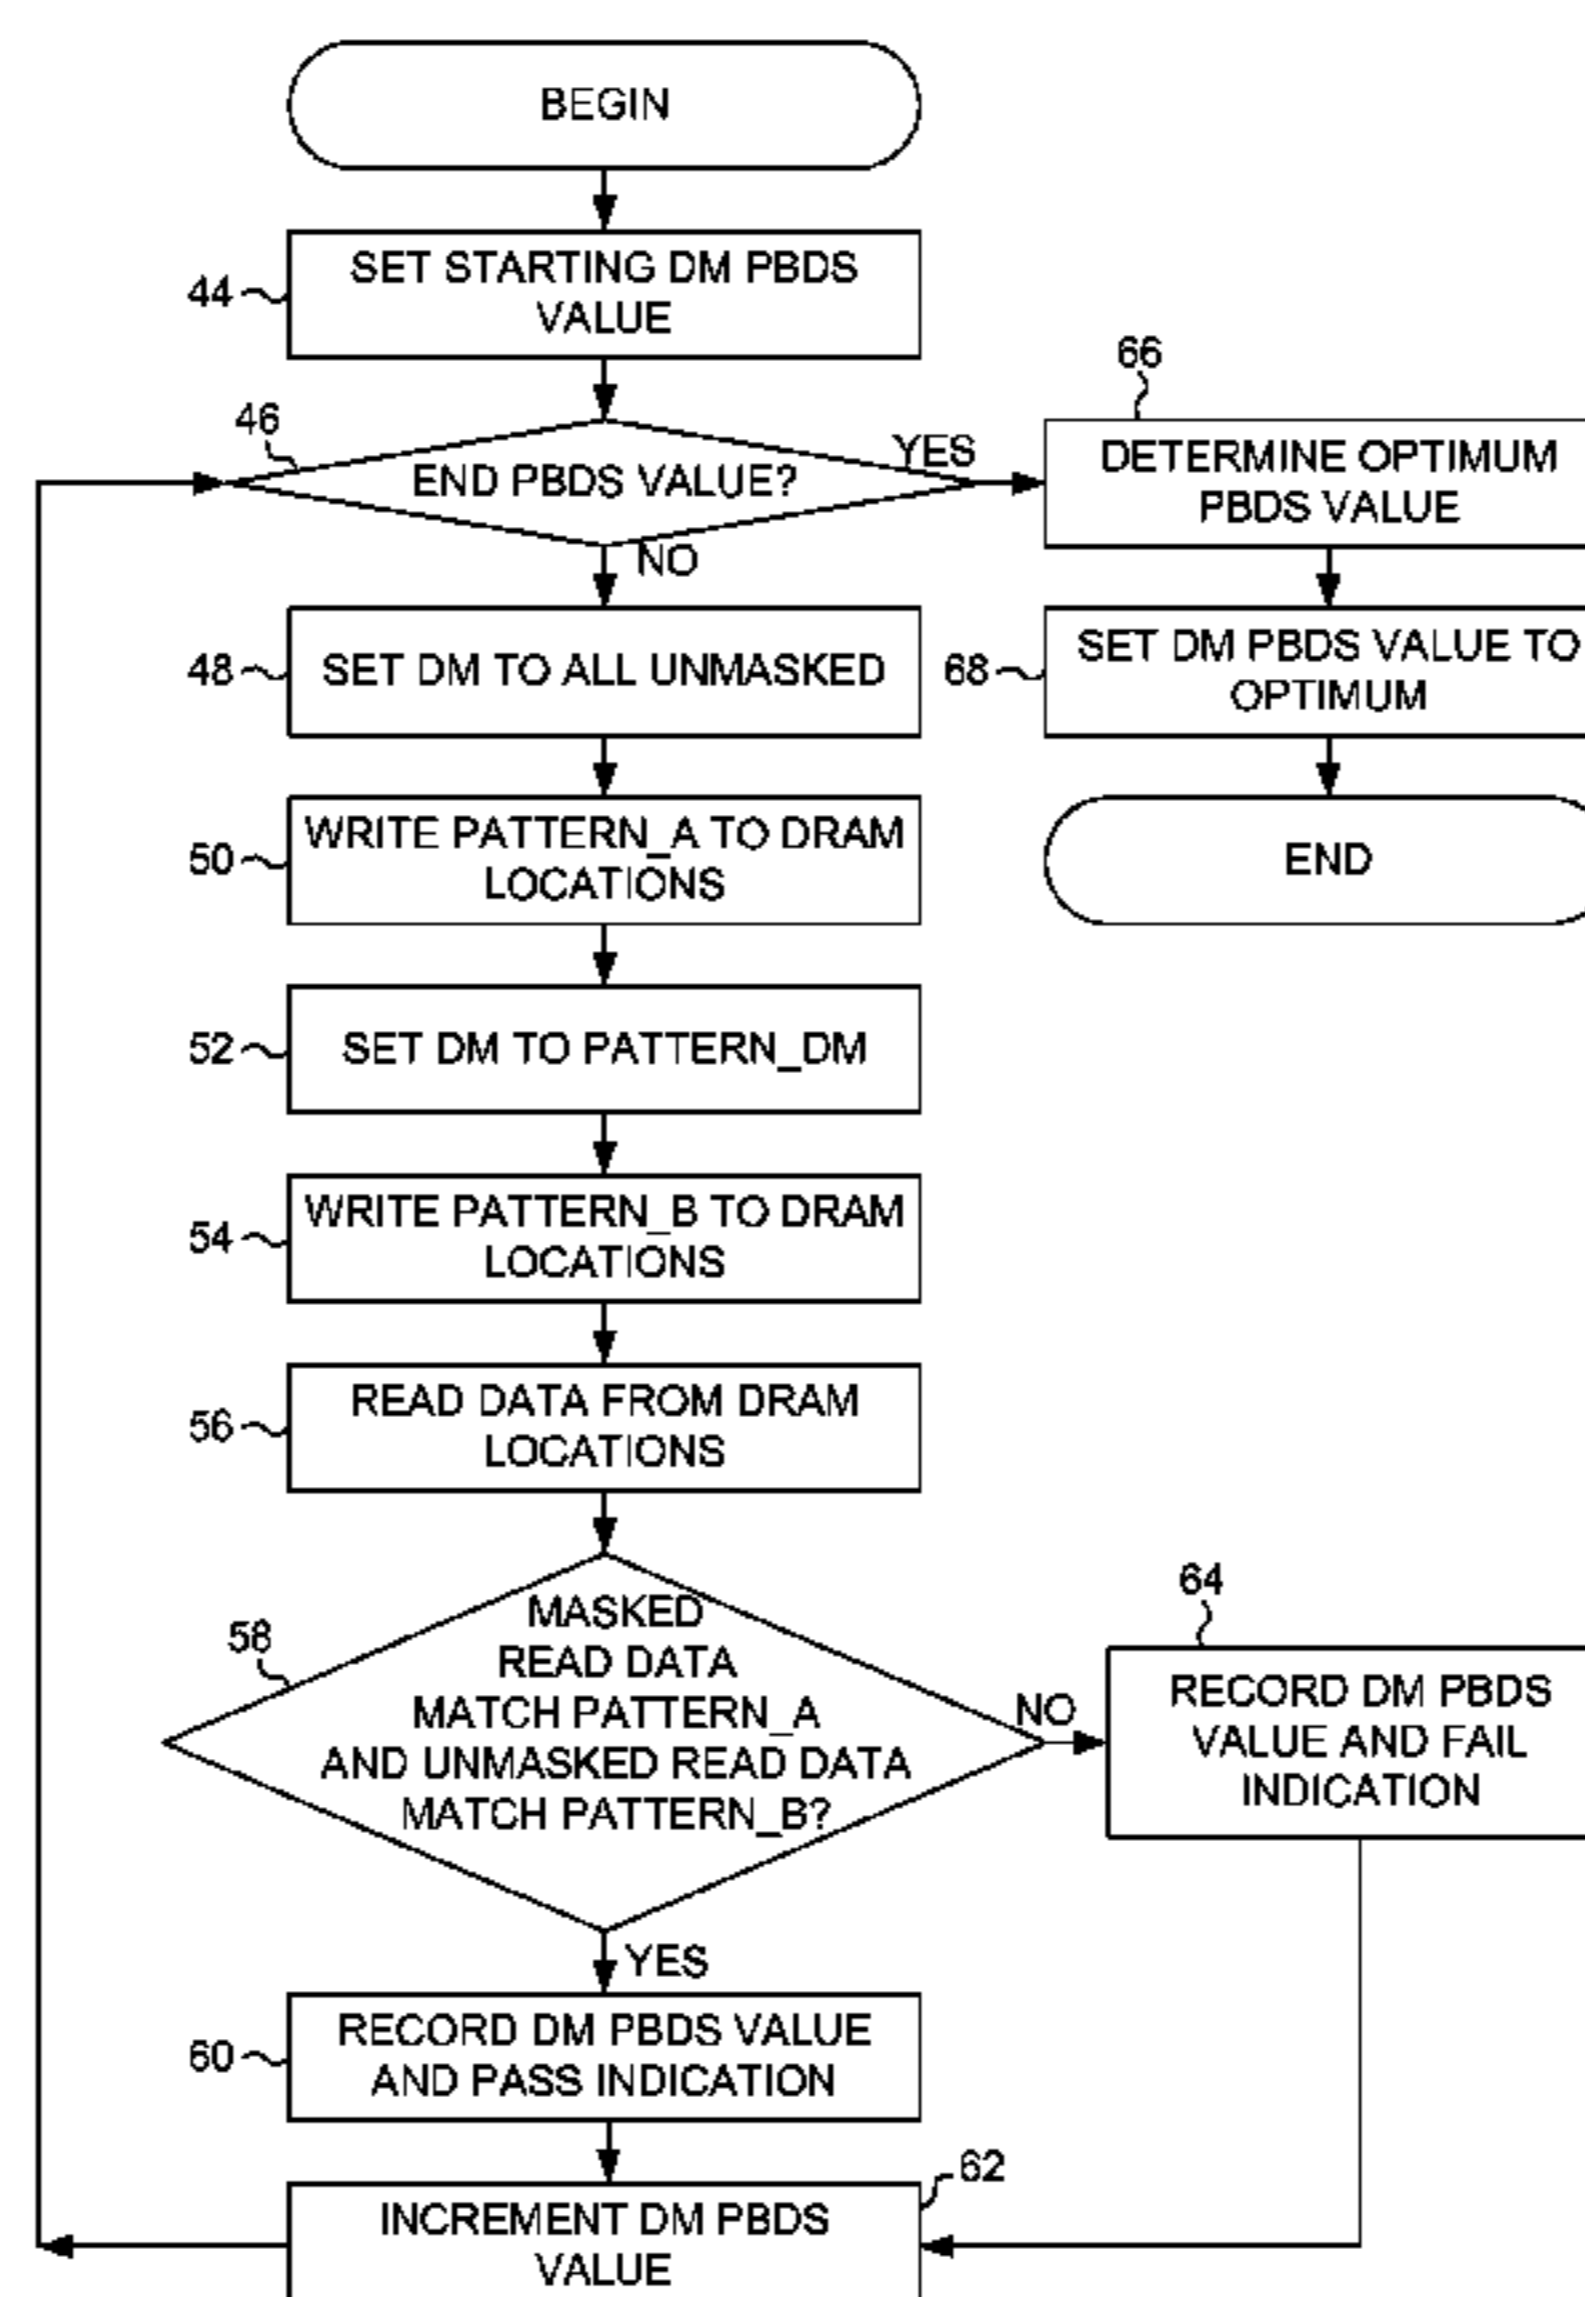 BEGIN
44
SET STARTING DM PBDS
VALUE
46
END PBDS VALUE?
YES
NO
66
DETERMINE OPTIMUM
PBDS VALUE
68
SET DM PBDS VALUE TO
OPTIMUM
END
48
SET DM TO ALL UNMASKED
50
WRITE PATTERN_A TO DRAM
LOCATIONS
52
SET DM TO PATTERN_DM
54
WRITE PATTERN_B TO DRAM
LOCATIONS
56
READ DATA FROM DRAM
LOCATIONS
58
MASKED
READ DATA
MATCH PATTERN_A
AND UNMASKED READ DATA
MATCH PATTERN_B?
NO
64
RECORD DM PBDS
VALUE AND FAIL
INDICATION
YES
60
RECORD DM PBDS VALUE
AND PASS INDICATION
62
INCREMENT DM PBDS
VALUE